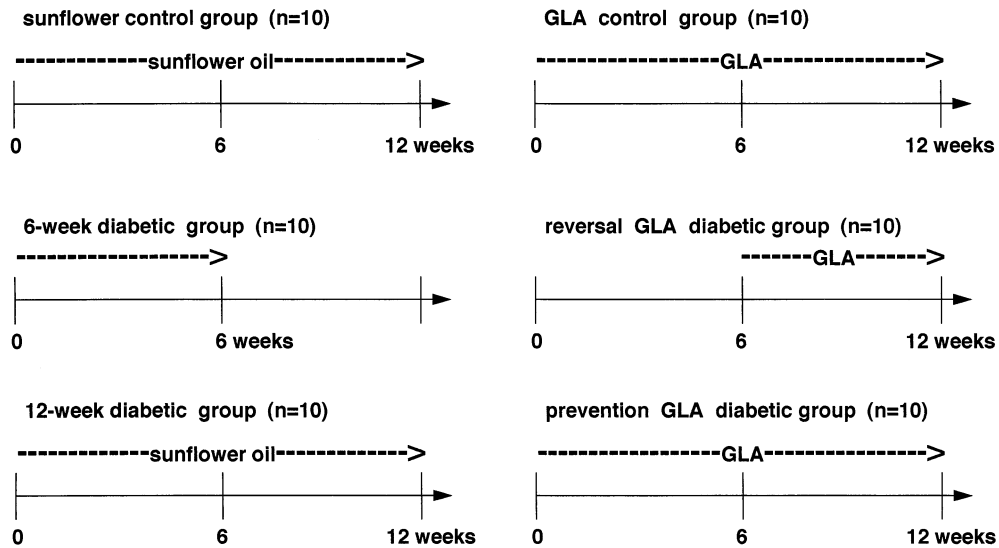 sunflower control group (n=10)
sunflower oil
0 6 12 weeks
GLA control group (n=10)
GLA
0 6 12 weeks
6-week diabetic group (n=10)
0 6 weeks
reversal GLA diabetic group (n=10)
GLA
0 6 12 weeks
12-week diabetic group (n=10)
sunflower oil
0 6 12 weeks
prevention GLA diabetic group (n=10)
GLA
0 6 12 weeks